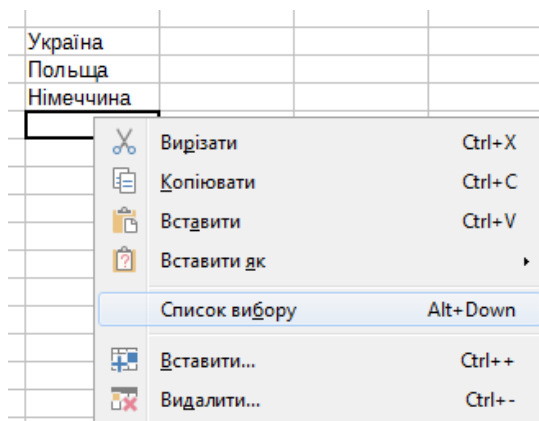 Україна
Польща
Німеччина
Вирізати Ctrl+X
Копіювати Ctrl+C
Вставити Ctrl+V
Вставити як
Список вибору Alt+Down
Вставити... Ctrl++
Видалити... Ctrl+-